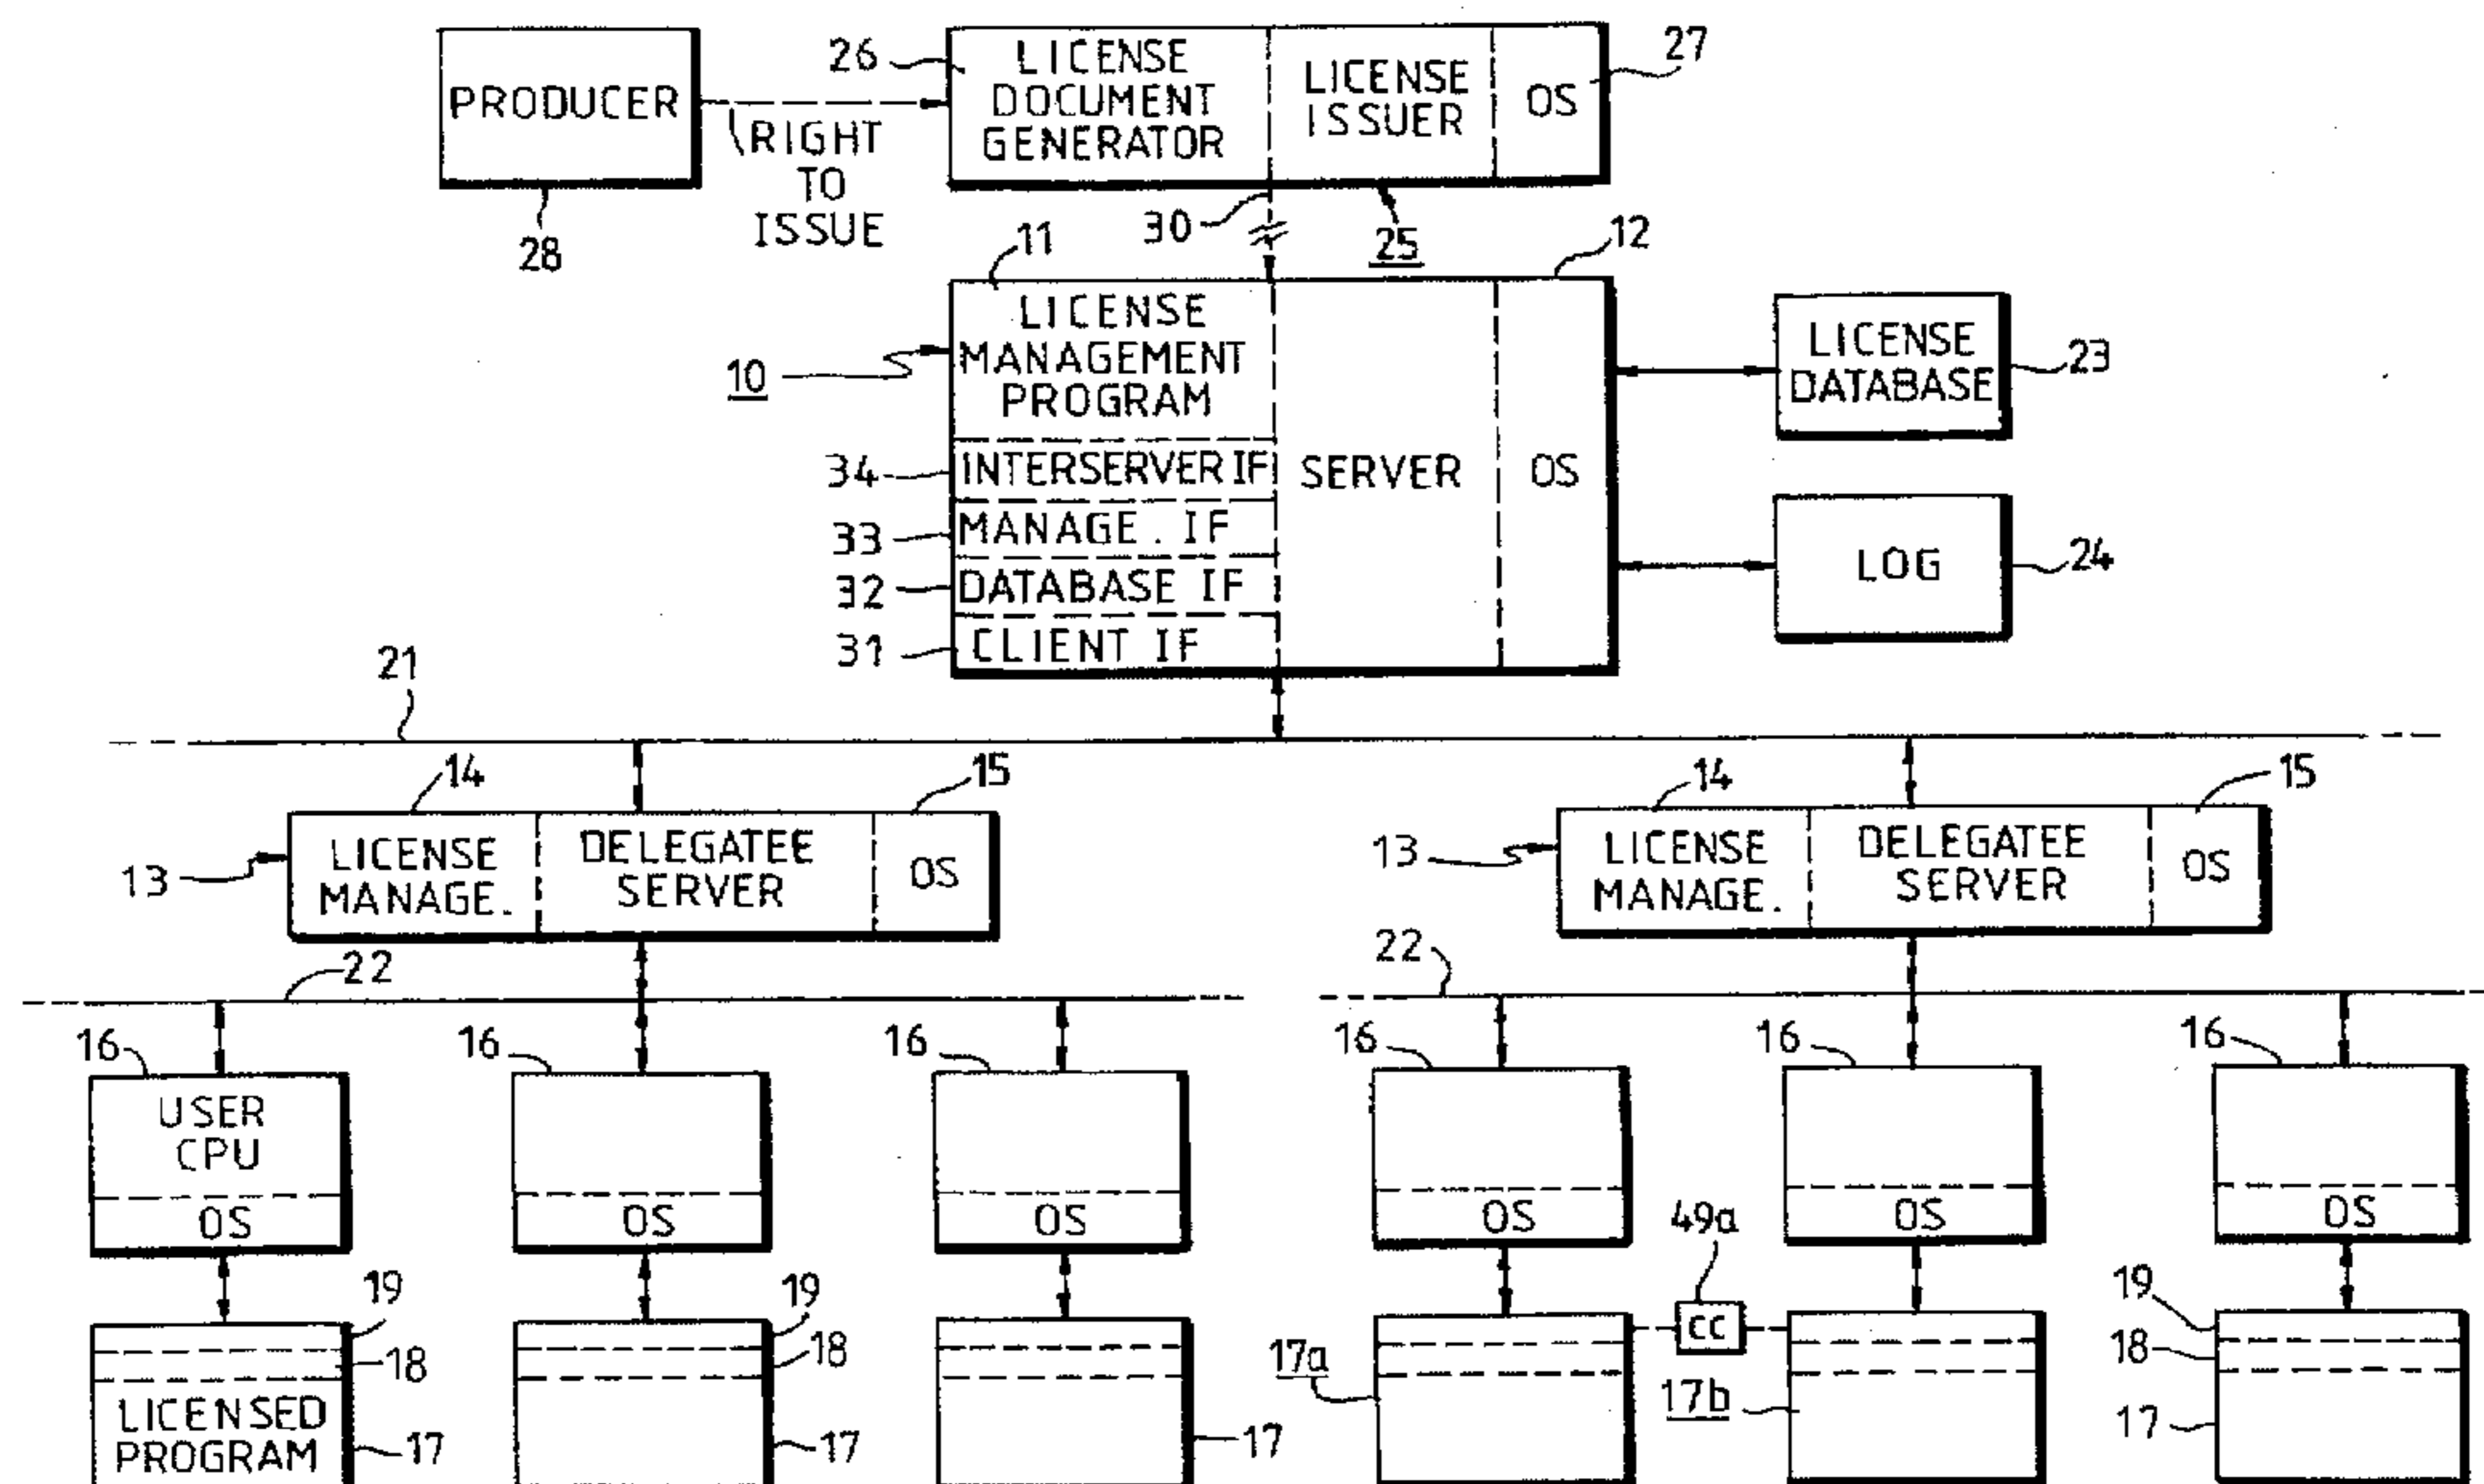 26
27
PRODUCER
LICENSE
DOCUMENT
GENERATOR
LICENSE
ISSUER
OS
RIGHT
TO
ISSUE
28
30
25
11
12
10
LICENSE
MANAGEMENT
PROGRAM
SERVER
OS
LICENSE
DATABASE
23
34
INTERSERVER IF
33
MANAGE. IF
32
DATABASE IF
31
CLIENT IF
LOG
24
21
14
15
14
15
13
LICENSE
MANAGE.
DELEGATEE
SERVER
OS
13
LICENSE
MANAGE.
DELEGATEE
SERVER
OS
22
22
16
16
16
16
16
16
USER
CPU
OS
OS
OS
OS
OS
OS
49a
19
19
CC
19
18
18
17a
17b
18
LICENSED
PROGRAM
17
17
17
17